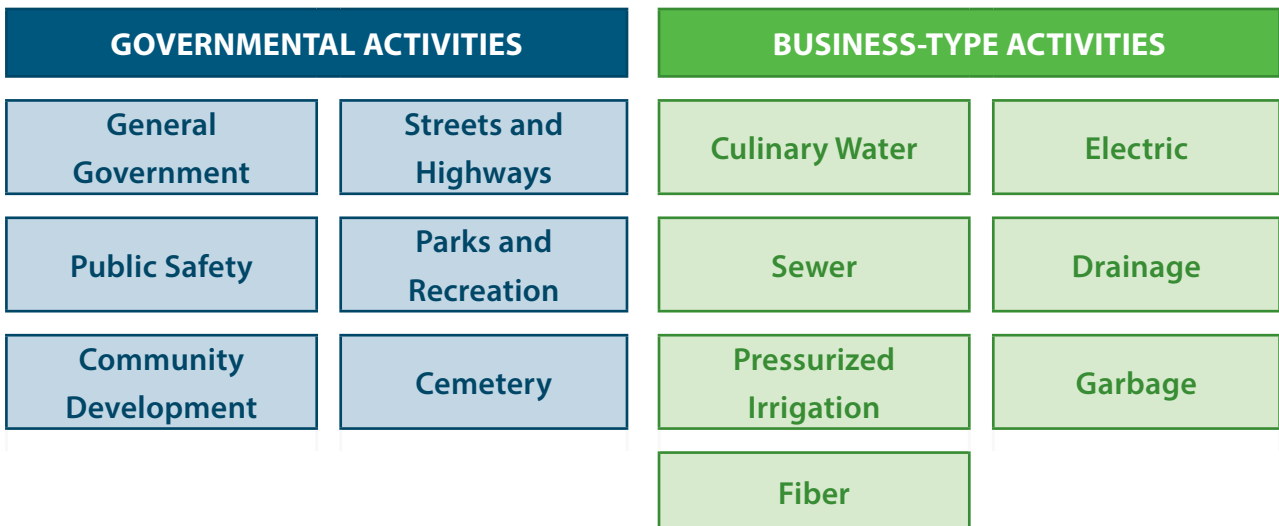 GOVERNMENTAL ACTIVITIES
General
Government
Streets and
Highways
Public Safety
Parks and
Recreation
Community
Development
Cemetery
BUSINESS-TYPE ACTIVITIES
Culinary Water
Electric
Sewer
Drainage
Pressurized
Irrigation
Garbage
Fiber